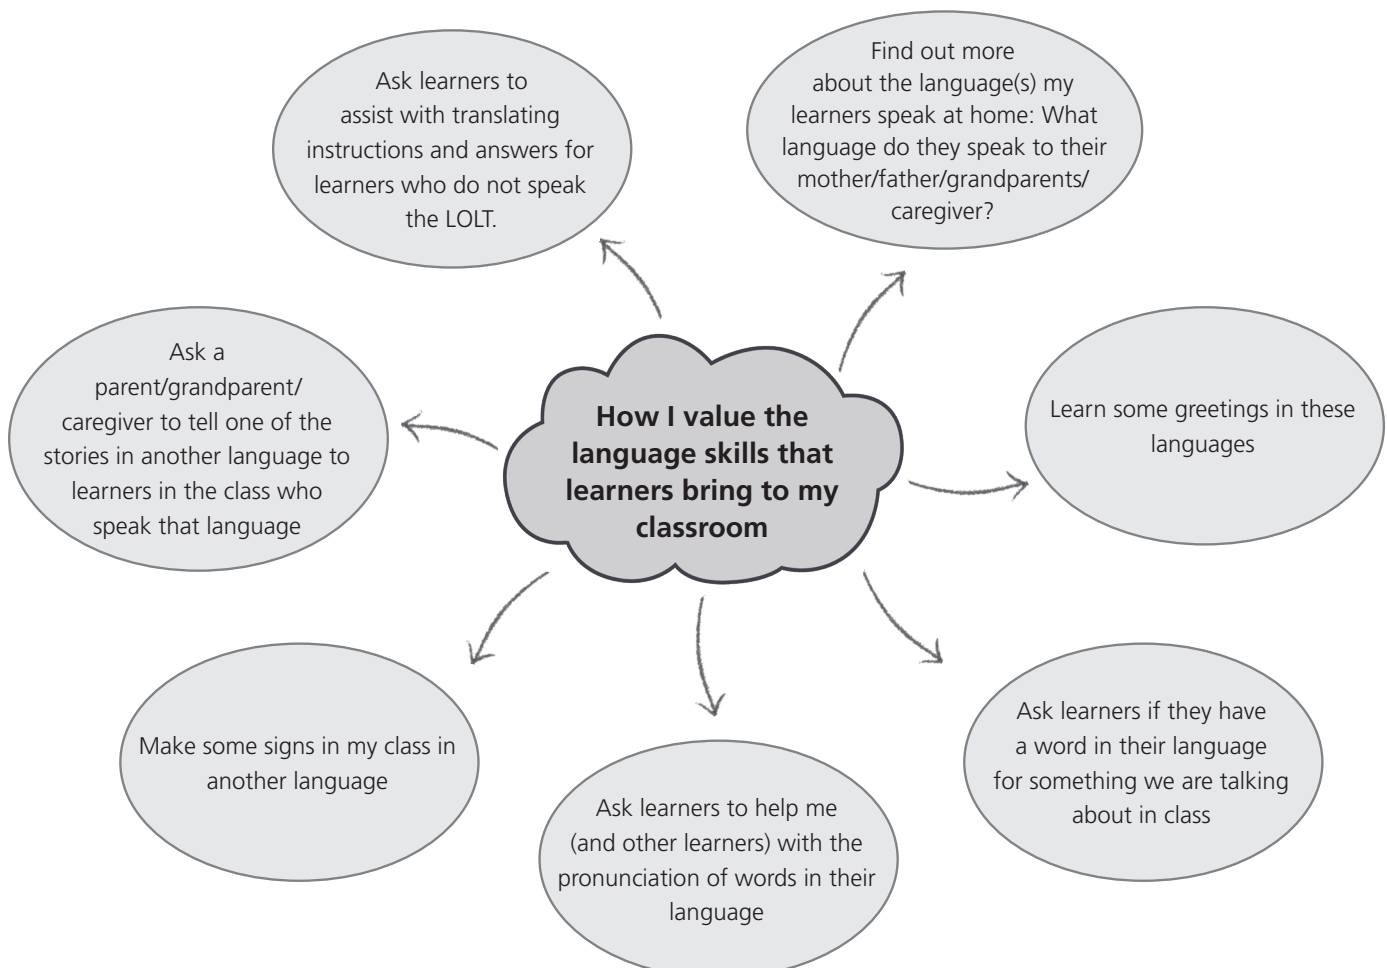 How I value the
language skills that
learners bring to my
classroom
Find out more
about the language(s) my
learners speak at home: What
language do they speak to their
mother/father/grandparents/
caregiver?
Learn some greetings in these
languages
Ask learners if they have
a word in their language
for something we are talking
about in class
Ask learners to help me
(and other learners) with the
pronunciation of words in their
language
Make some signs in my class in
another language
Ask a
parent/grandparent/
caregiver to tell one of the
stories in another language to
learners in the class who
speak that language
Ask learners to
assist with translating
instructions and answers for
learners who do not speak
the LOLT.